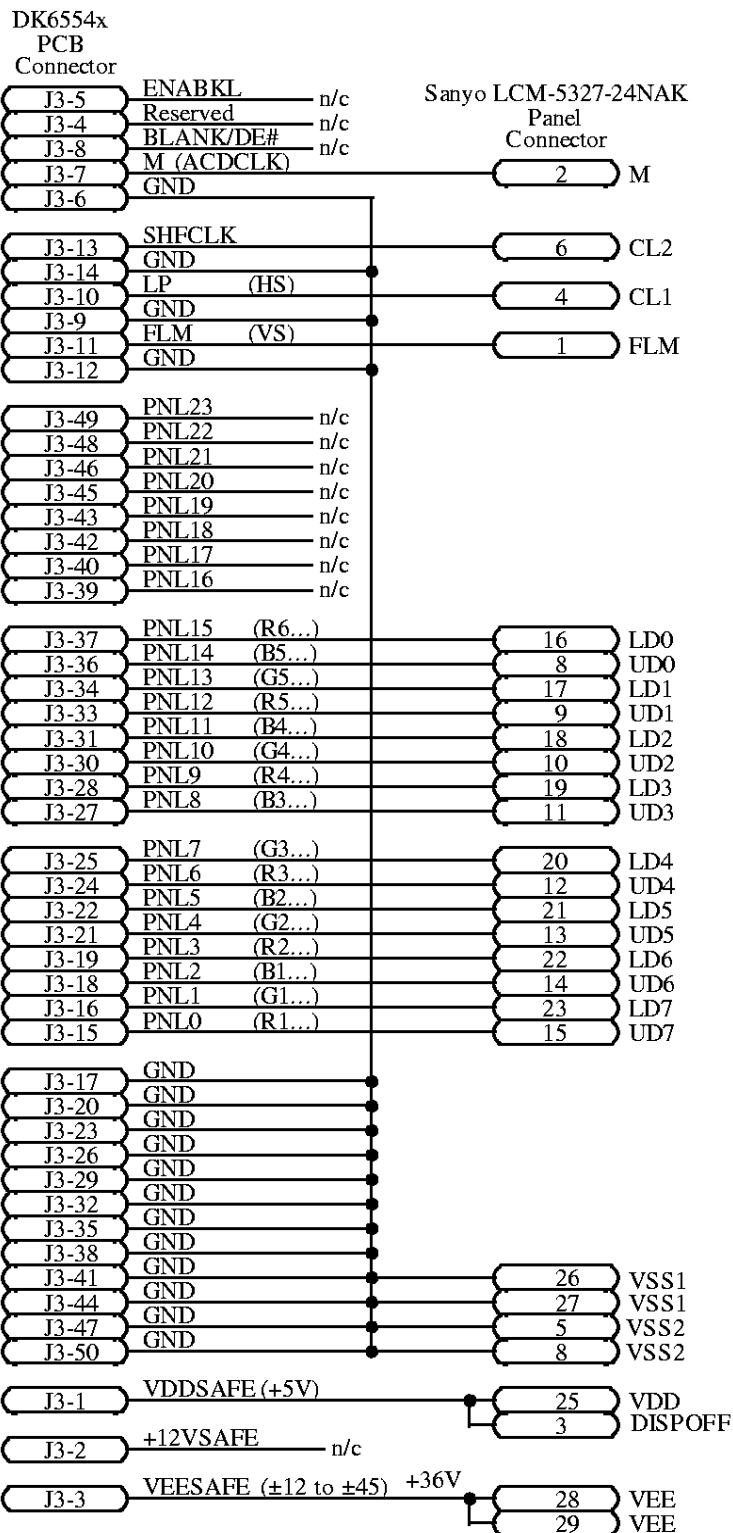 DK6554x
PCB
Connector
Sanyo LCM-5327-24NAK
Panel
Connector
J3-5 ENABKL n/c
J3-4 Reserved n/c
J3-8 BLANK/DE# n/c
J3-7 M (ACDCLK) 2 M
J3-6 GND
J3-13 SHFCLK 6 CL2
J3-14 GND
J3-10 LP (HS) 4 CL1
J3-9 GND
J3-11 FLM (VS) 1 FLM
J3-12 GND
J3-49 PNL23 n/c
J3-48 PNL22 n/c
J3-46 PNL21 n/c
J3-45 PNL20 n/c
J3-43 PNL19 n/c
J3-42 PNL18 n/c
J3-40 PNL17 n/c
J3-39 PNL16 n/c
J3-37 PNL15 (R6...) 16 LD0
J3-36 PNL14 (B5...) 8 UD0
J3-34 PNL13 (G5...) 17 LD1
J3-33 PNL12 (R5...) 9 UD1
J3-31 PNL11 (B4...) 18 LD2
J3-30 PNL10 (G4...) 10 UD2
J3-28 PNL9 (R4...) 19 LD3
J3-27 PNL8 (B3...) 11 UD3
J3-25 PNL7 (G3...) 20 LD4
J3-24 PNL6 (R3...) 12 UD4
J3-22 PNL5 (B2...) 21 LD5
J3-21 PNL4 (G2...) 13 UD5
J3-19 PNL3 (R2...) 22 LD6
J3-18 PNL2 (B1...) 14 UD6
J3-16 PNL1 (G1...) 23 LD7
J3-15 PNL0 (R1...) 15 UD7
J3-17 GND
J3-20 GND
J3-23 GND
J3-26 GND
J3-29 GND
J3-32 GND
J3-35 GND
J3-38 GND
J3-41 GND 26 VSS1
J3-44 GND 27 VSS1
J3-47 GND 5 VSS2
J3-50 GND 8 VSS2
J3-1 VDDSAFE (+5V) 25 VDD
3 DISPOFF
J3-2 +12VSAFE n/c
J3-3 VEESAFE (±12 to ±45) +36V 28 VEE
29 VEE